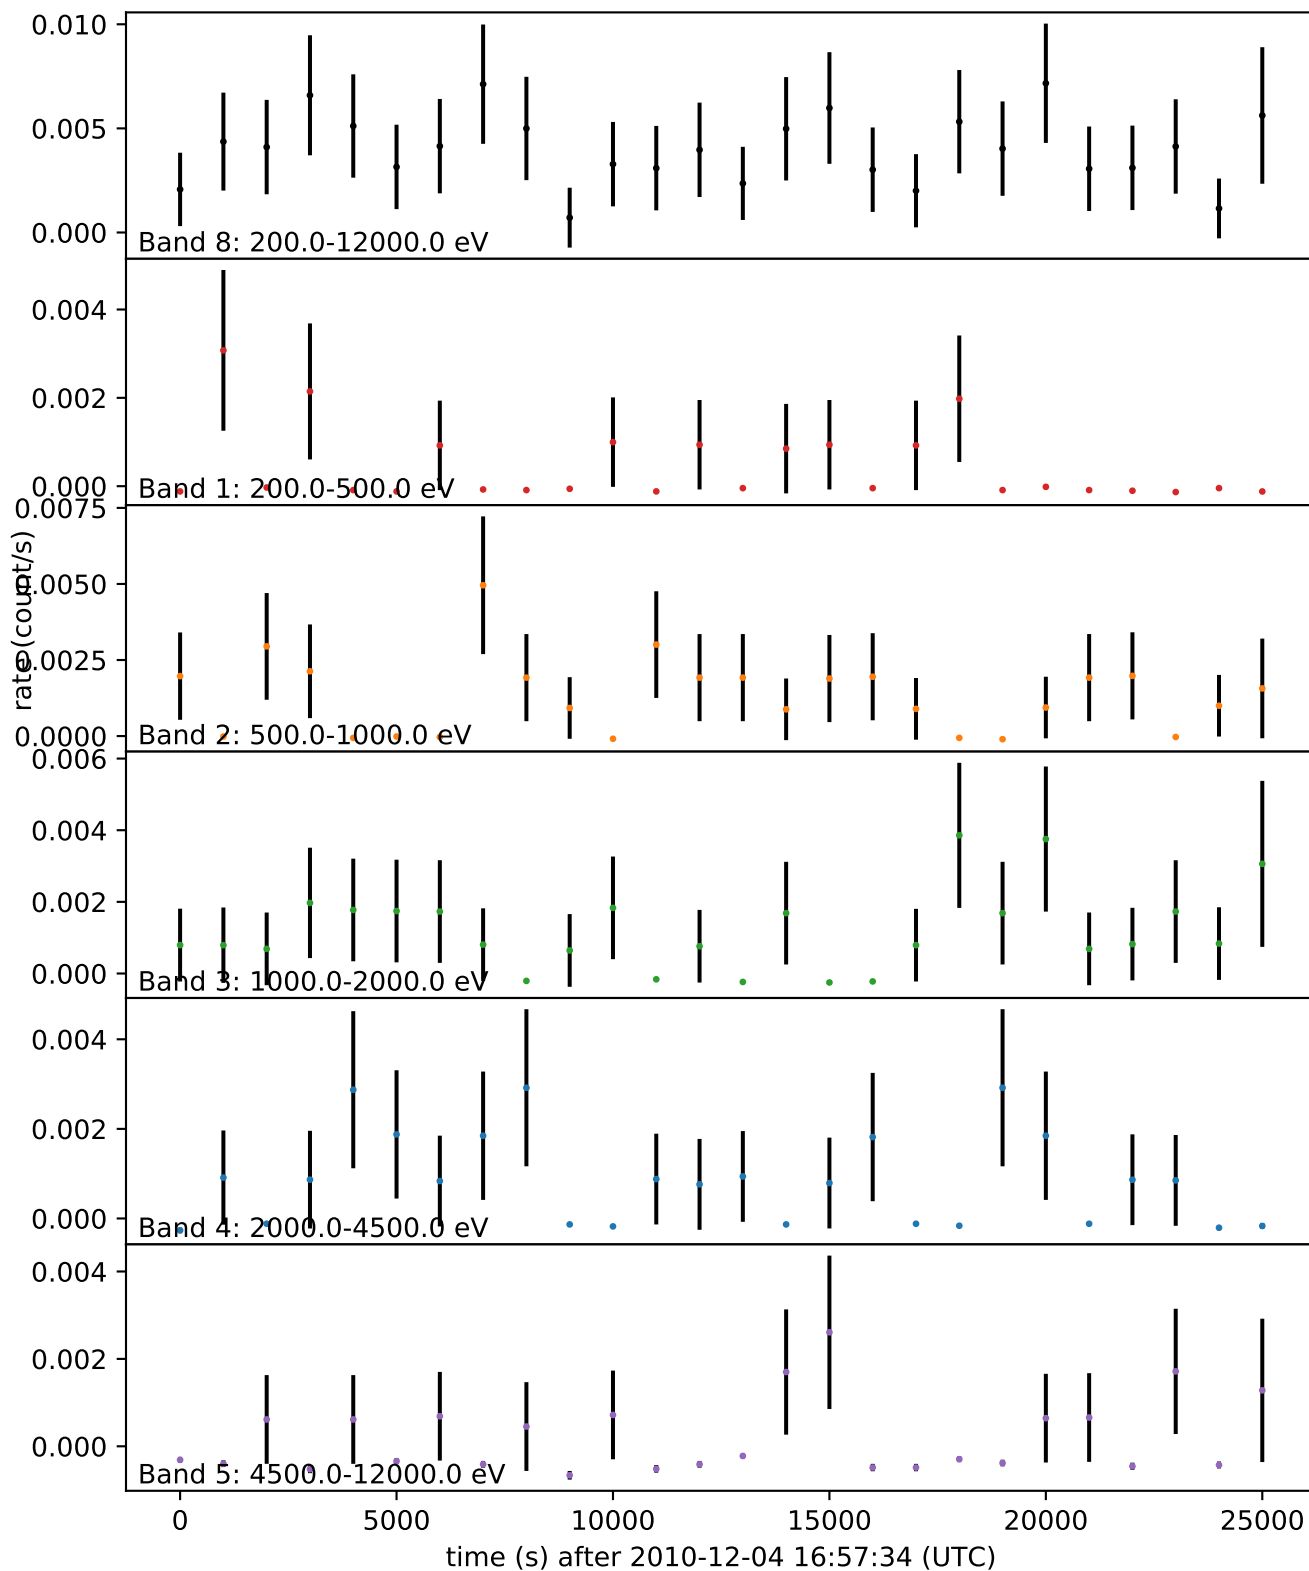 0.010
0.005
0.000
Band 8: 200.0-12000.0 eV
0.004
0.002
0.000
Band 1: 200.0-500.0 eV
rate (count/s)
0.0075
0.0050
0.0025
0.0000
Band 2: 500.0-1000.0 eV
0.006
0.004
0.002
0.000
Band 3: 1000.0-2000.0 eV
0.004
0.002
0.000
Band 4: 2000.0-4500.0 eV
0.004
0.002
0.000
Band 5: 4500.0-12000.0 eV
0 5000 10000 15000 20000 25000
time (s) after 2010-12-04 16:57:34 (UTC)